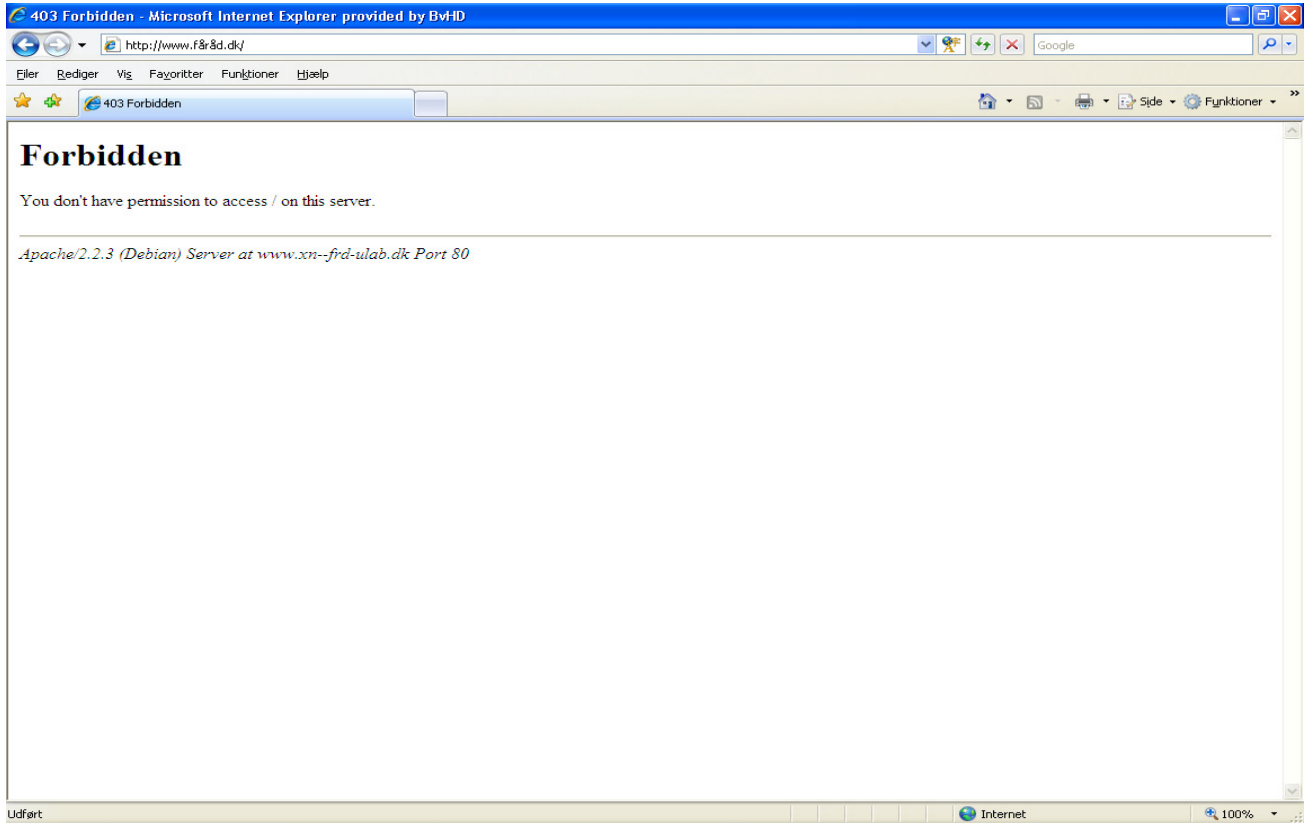 403 Forbidden - Microsoft Internet Explorer provided by BvHD
http://www.fåråd.dk/
Google
Filer Rediger Vis Favoritter Funktioner Hjælp
403 Forbidden
Side Funktioner »
Forbidden
You don't have permission to access / on this server.
Apache/2.2.3 (Debian) Server at www.xn--frd-ulab.dk Port 80
Udført Internet 100%